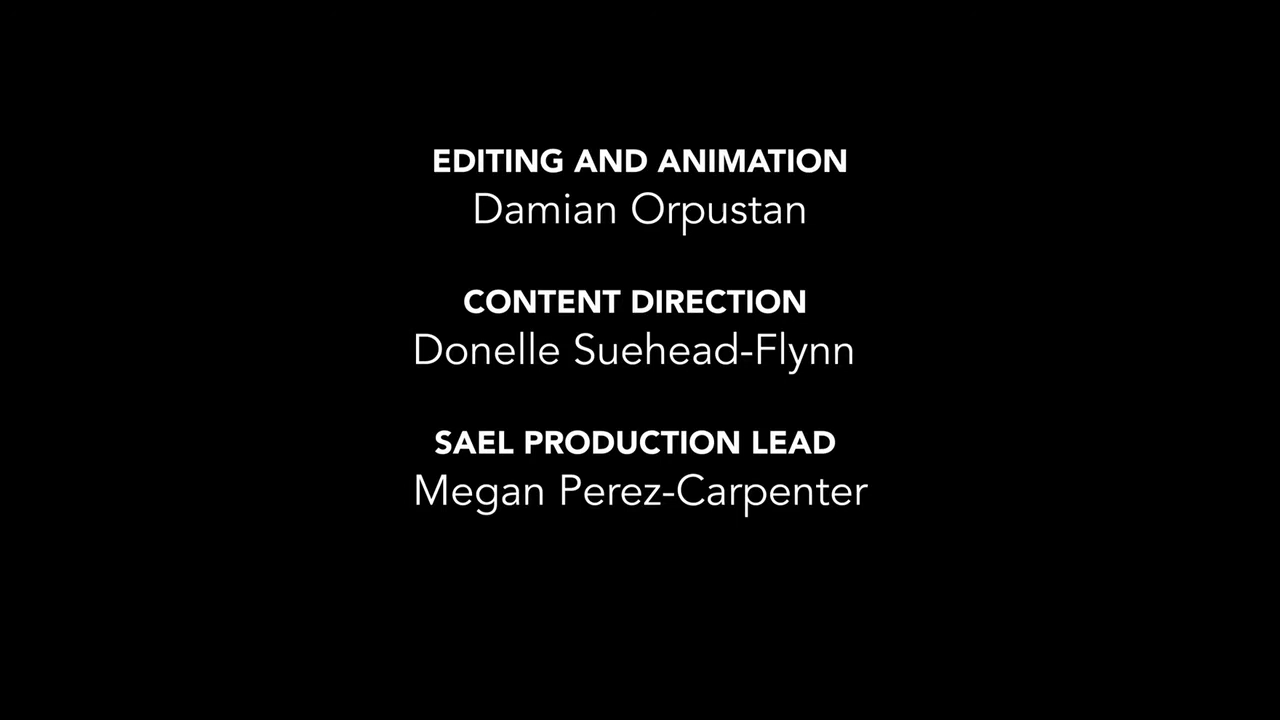 EDITING AND ANIMATION
Damian Orpustan
CONTENT DIRECTION
Donelle Suehead-Flynn
SAEL PRODUCTION LEAD
Megan Perez-Carpenter